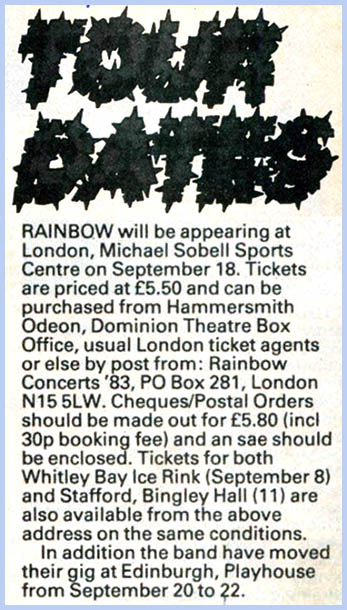 TOUR
DATES
RAINBOW will be appearing at
London, Michael Sobell Sports
Centre on September 18. Tickets
are priced at £5.50 and can be
purchased from Hammersmith
Odeon, Dominion Theatre Box
Office, usual London ticket agents
or else by post from: Rainbow
Concerts '83, PO Box 281, London
N15 5LW. Cheques/Postal Orders
should be made out for £5.80 (incl
30p booking fee) and an sae should
be enclosed. Tickets for both
Whitley Bay Ice Rink (September 8)
and Stafford, Bingley Hall (11) are
also available from the above
address on the same conditions.
In addition the band have moved
their gig at Edinburgh, Playhouse
from September 20 to 22.